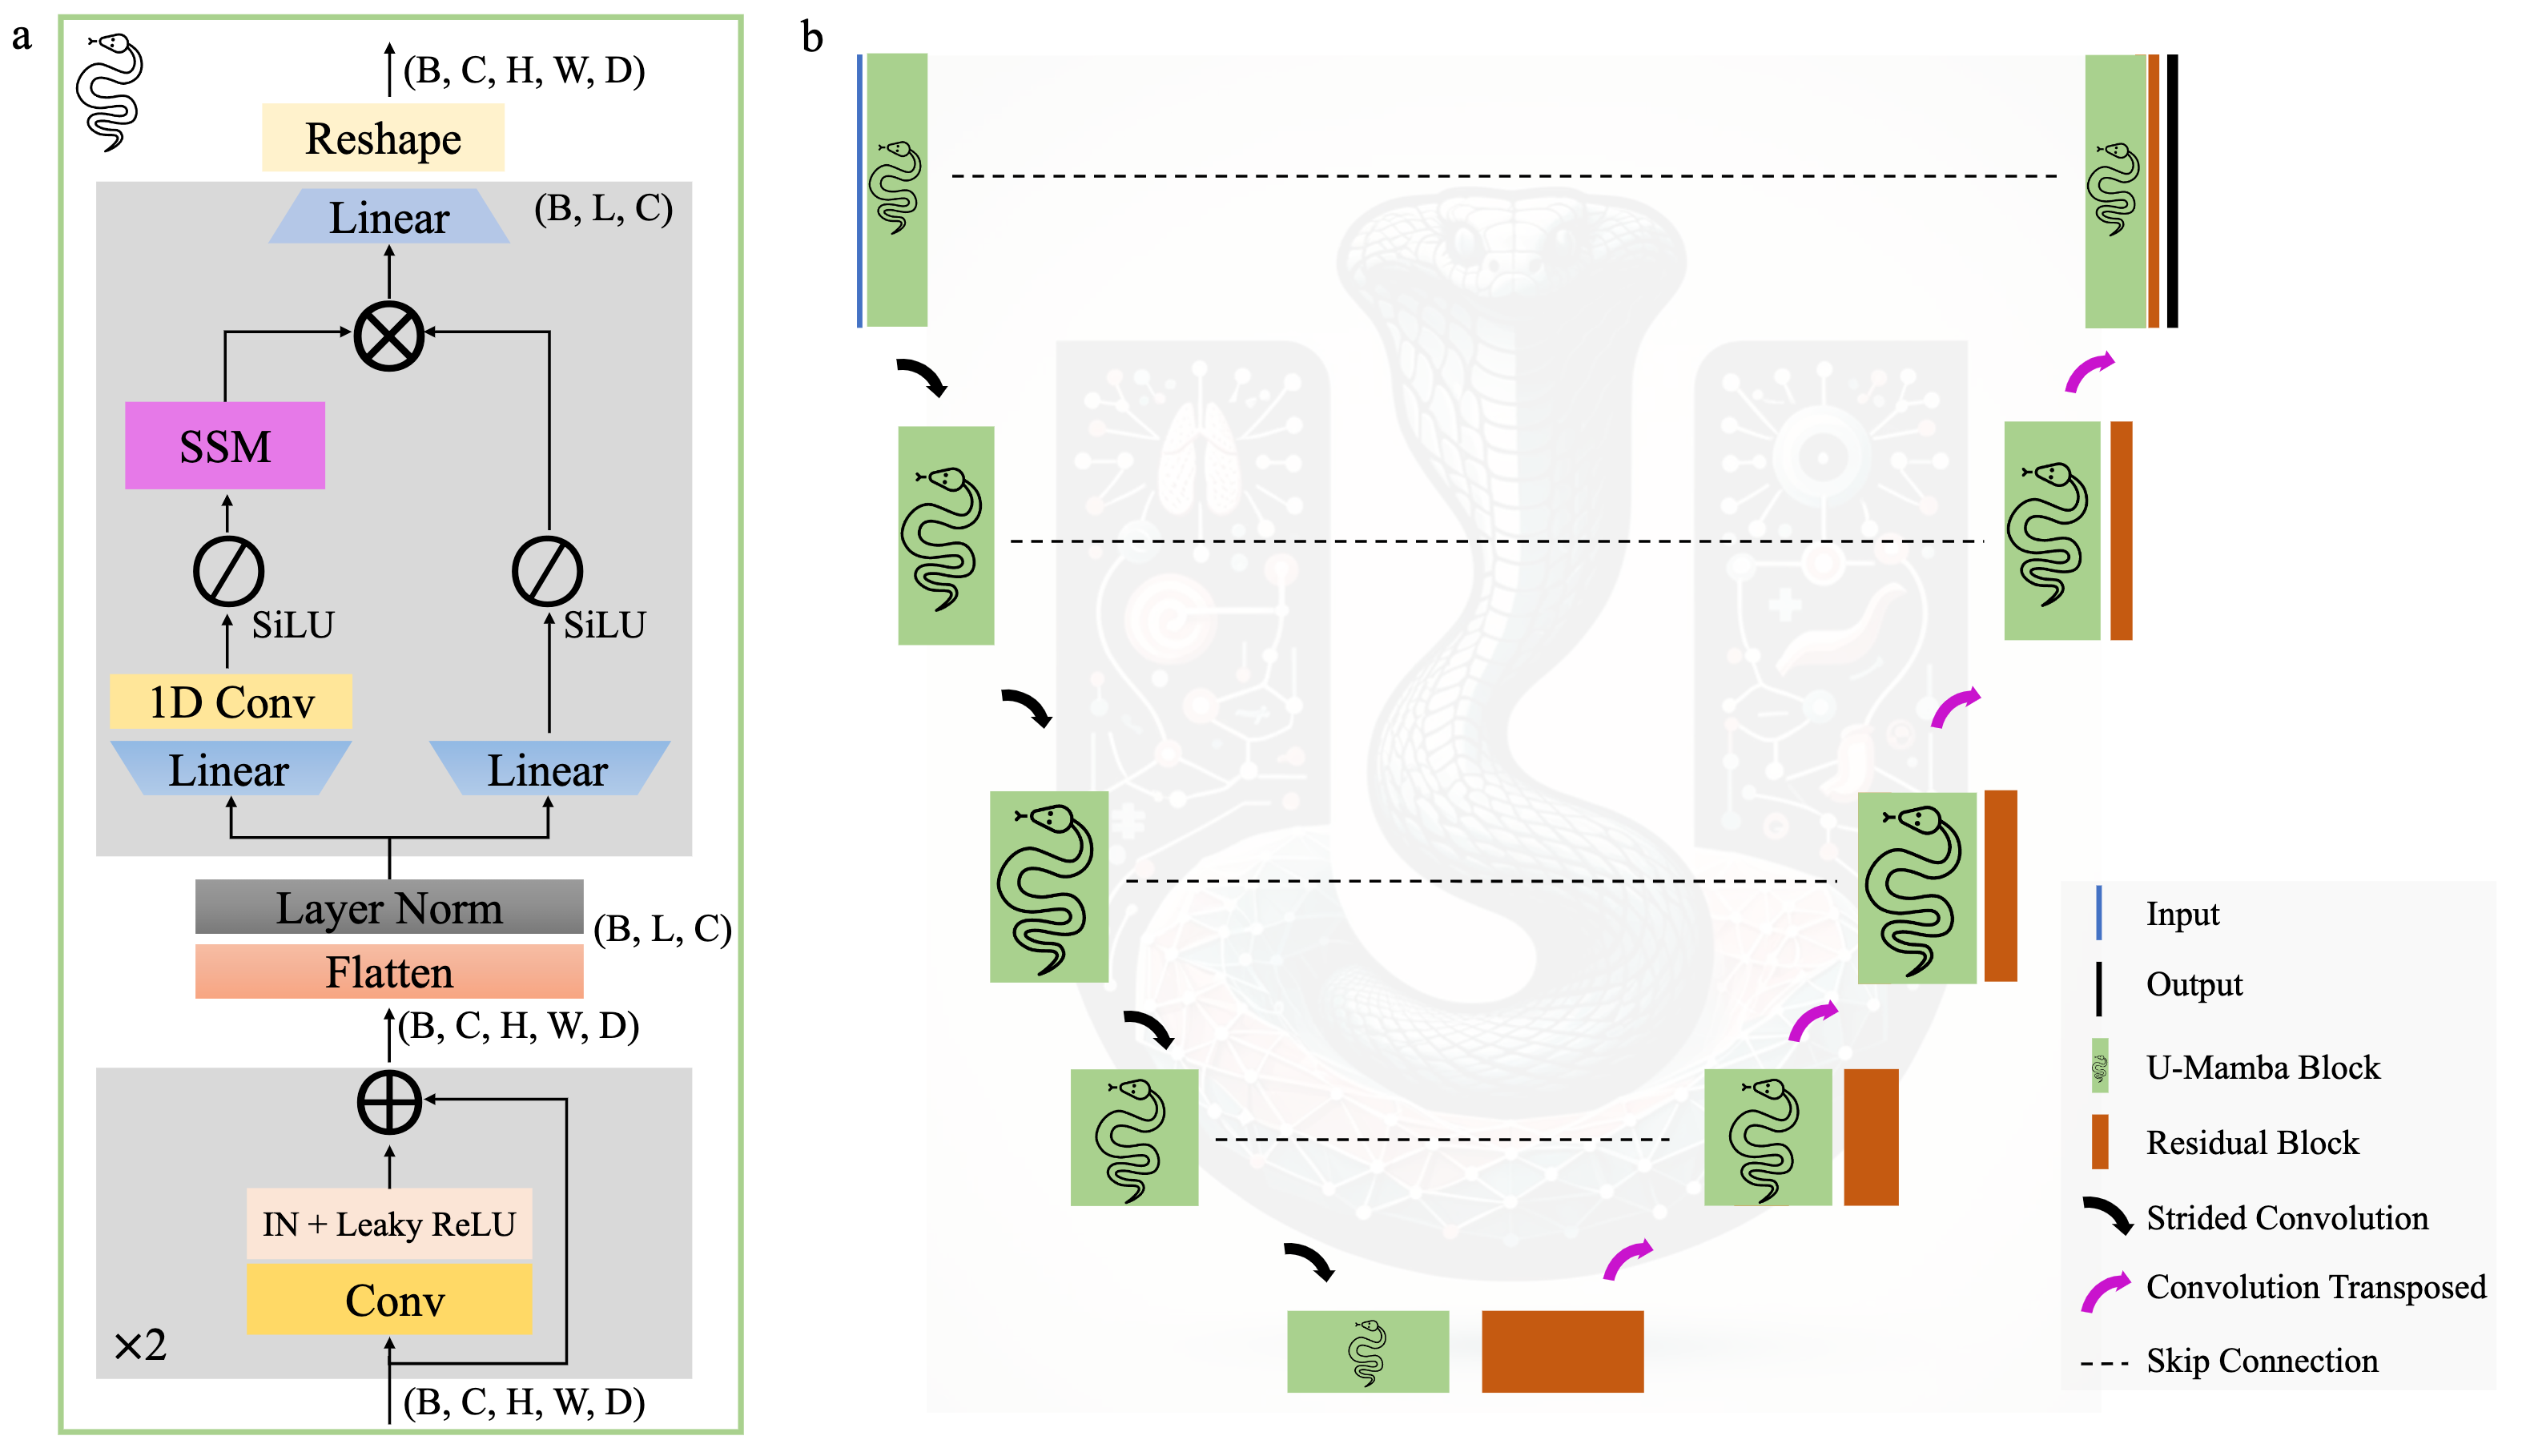 a
(B, C, H, W, D)
Reshape
Linear
(B, L, C)
SSM
SiLU
SiLU
1D Conv
Linear
Linear
Layer Norm
(B, L, C)
Flatten
(B, C, H, W, D)
IN + Leaky ReLU
Conv
×2
(B, C, H, W, D)
b
Input
Output
U-Mamba Block
Residual Block
Strided Convolution
Convolution Transposed
Skip Connection